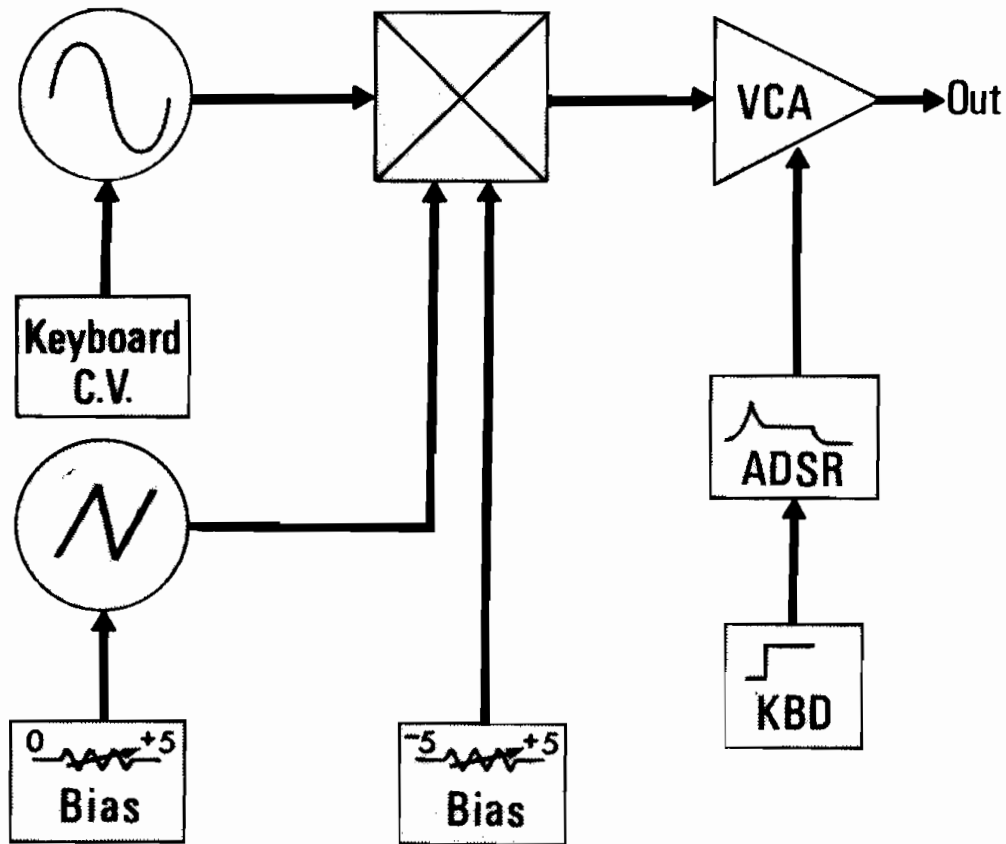 VCA
Out
Keyboard
C.V.
ADSR
KBD
0 +5
Bias
-5 +5
Bias